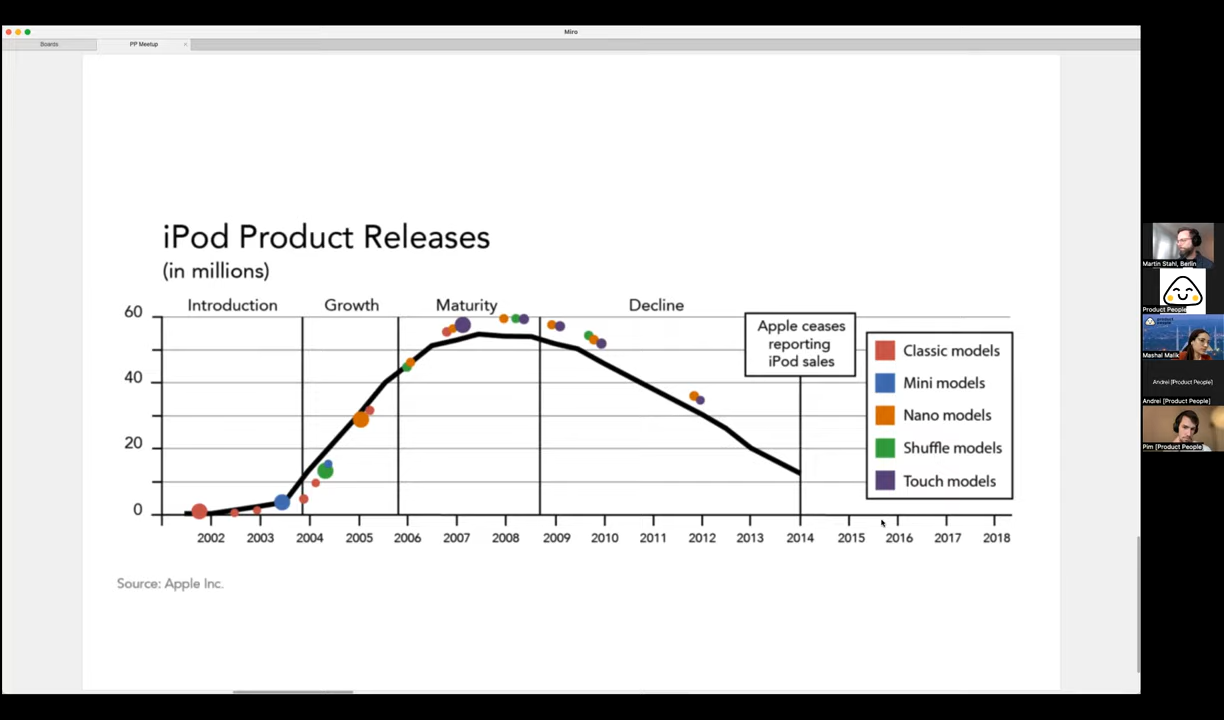 Miro
Boards
PP Meetup
iPod Product Releases
(in millions)
Introduction
Growth
Maturity
Decline
60
40
20
0
Apple ceases
reporting
iPod sales
Classic models
Mini models
Nano models
Shuffle models
Touch models
2002 2003 2004 2005 2006 2007 2008 2009 2010 2011 2012 2013 2014 2015 2016 2017 2018
Source: Apple Inc.
Martin Stahl, Berlin
Product People
product people
Mashal Malik
Andrei [Product People]
Andrei [Product People]
Pim [Product People]